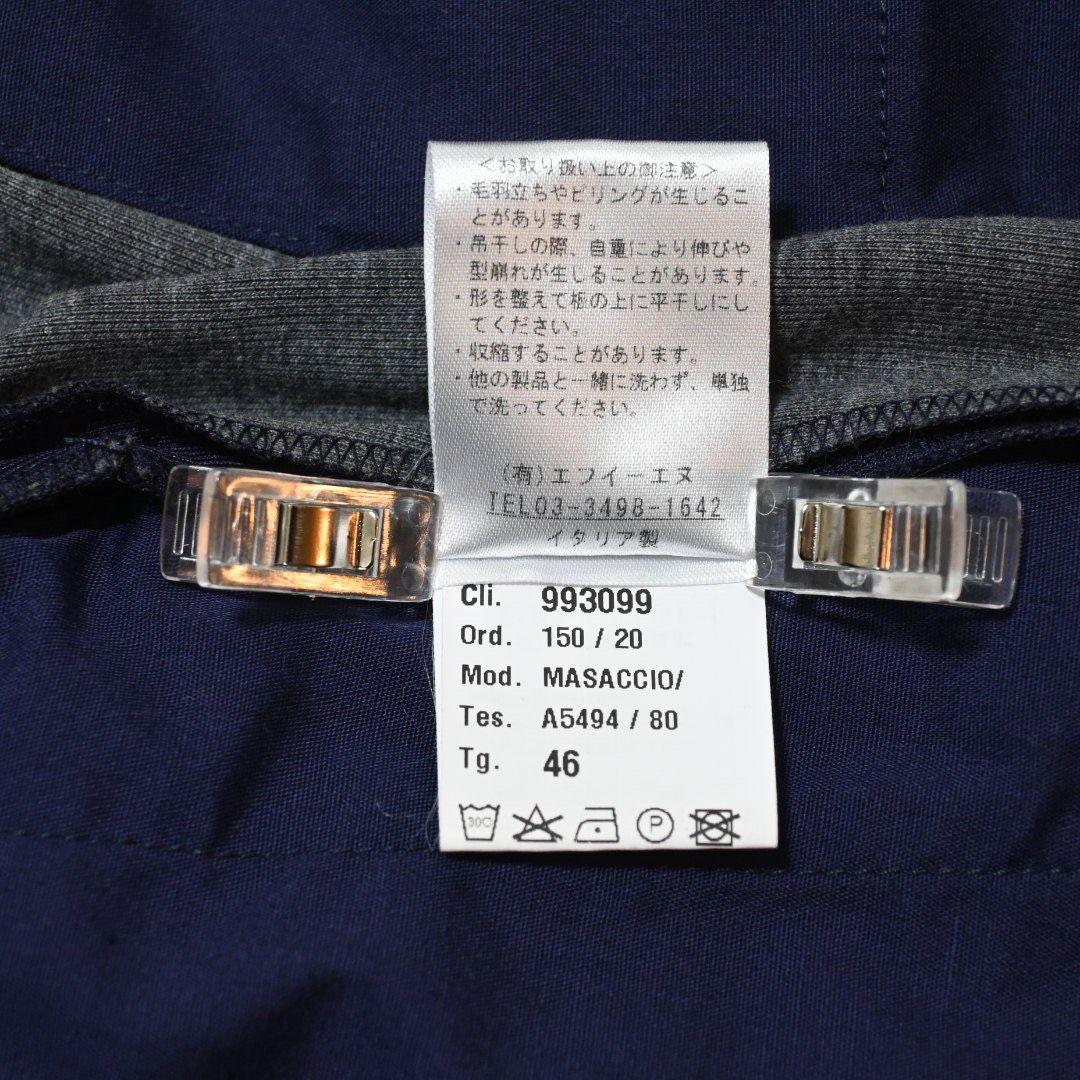 <お取り扱い上の御注意>
・毛羽立ちやピリングが生じるこ
とがあります。
・吊干しの際、自重により伸びや
型崩れが生じることがあります。
・形を整えて板の上に平干しにし
てください。
・収縮することがあります。
・他の製品と一緒に洗わず、単独
で洗ってください。
(有)エフイーエヌ
TEL03-3498-1642
イタリア製
Cli. 993099
Ord. 150 / 20
Mod. MASACCIO/
Tes. A5494 / 80
Tg. 46
30C P